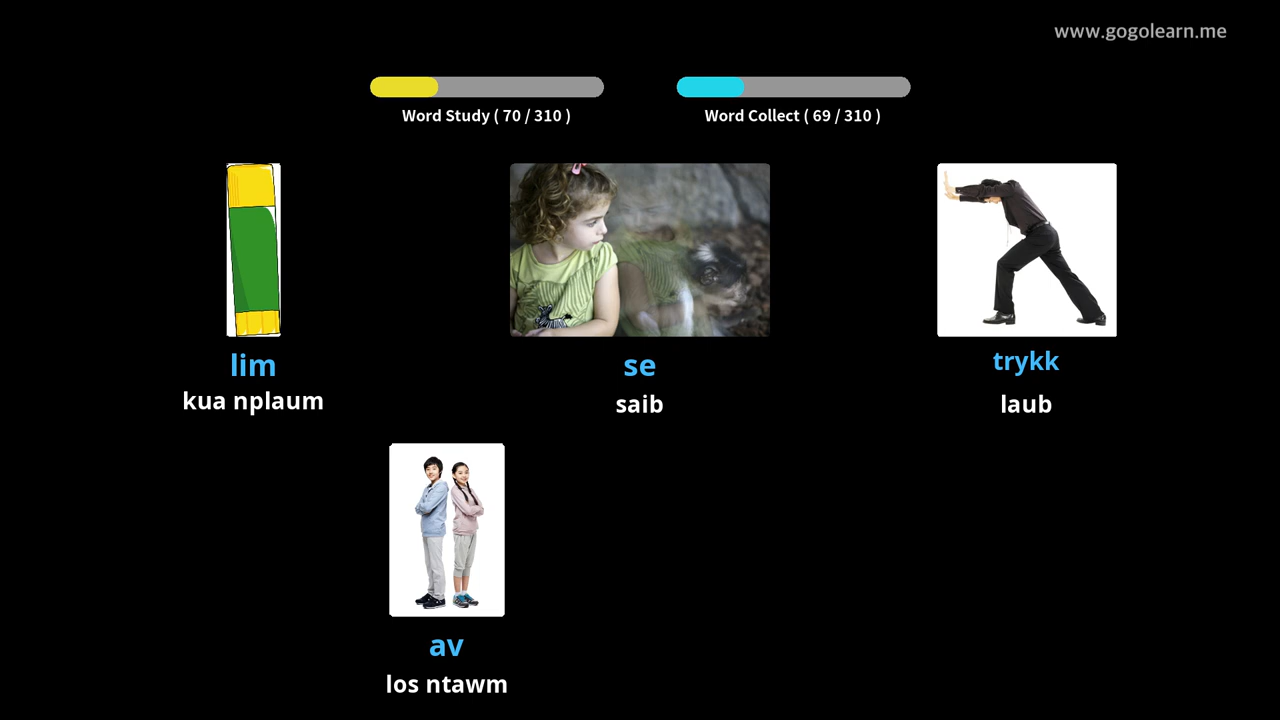 www.gogolearn.me
Word Study ( 70 / 310 )
Word Collect ( 69 / 310 )
lim
kua nplaum
se
saib
trykk
laub
av
los ntawm